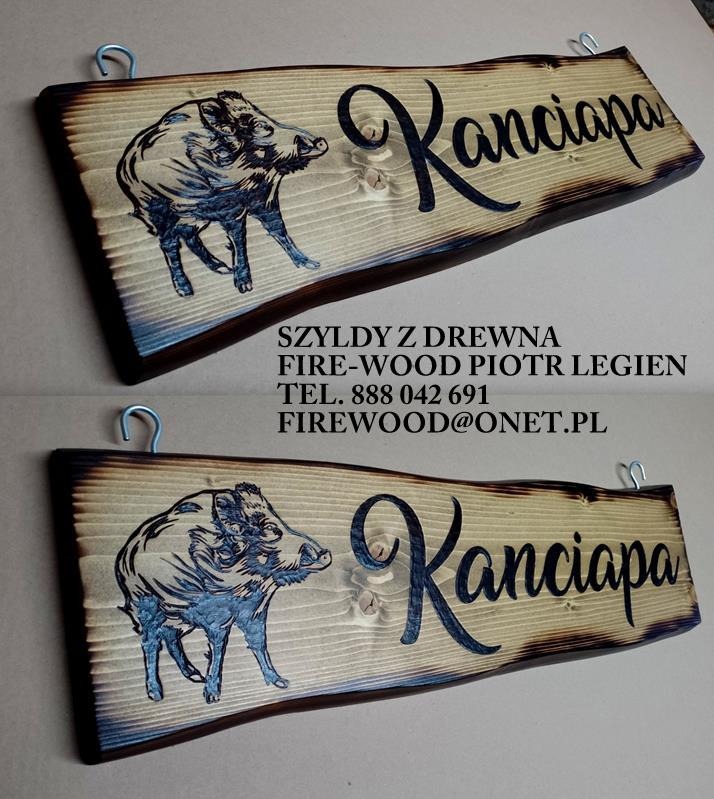 Kanciapa
SZYLDY Z DREWNA
FIRE-WOOD PIOTR LEGIEN
TEL. 888 042 691
FIREWOOD@ONET.PL
Kanciapa